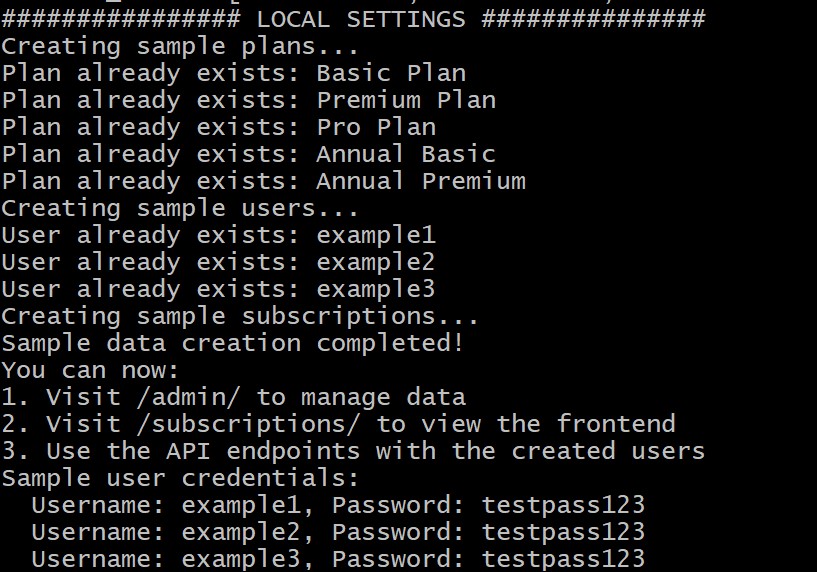 ################ LOCAL SETTINGS ###############
Creating sample plans...
Plan already exists: Basic Plan
Plan already exists: Premium Plan
Plan already exists: Pro Plan
Plan already exists: Annual Basic
Plan already exists: Annual Premium
Creating sample users...
User already exists: example1
User already exists: example2
User already exists: example3
Creating sample subscriptions...
Sample data creation completed!
You can now:
1. Visit /admin/ to manage data
2. Visit /subscriptions/ to view the frontend
3. Use the API endpoints with the created users
Sample user credentials:
  Username: example1, Password: testpass123
  Username: example2, Password: testpass123
  Username: example3, Password: testpass123